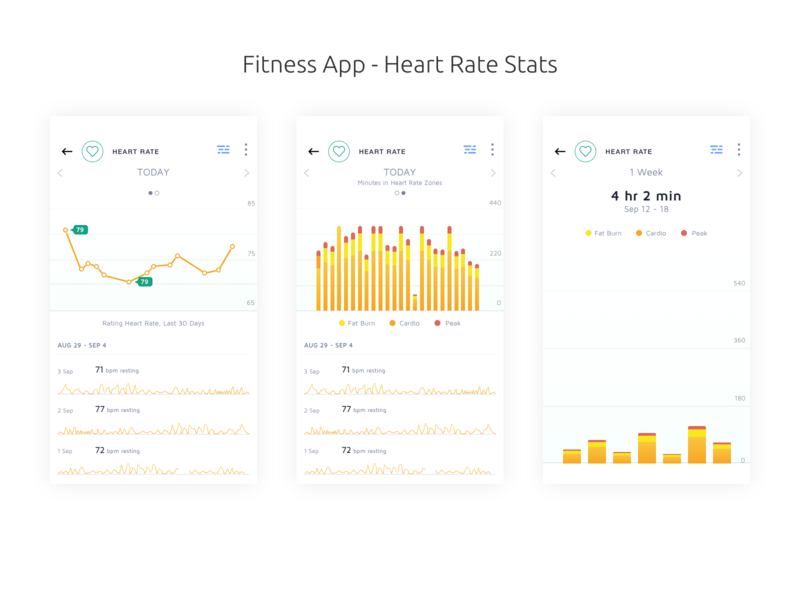 Fitness App - Heart Rate Stats
HEART RATE
TODAY
85
79
75
79
65
Rating Heart Rate, Last 30 Days
AUG 29 - SEP 4
3 Sep 71 bpm resting
2 Sep 77 bpm resting
1 Sep 72 bpm resting
HEART RATE
TODAY
Minutes in Heart Rate Zones
440
220
0
Fat Burn Cardio Peak
AUG 29 - SEP 4
3 Sep 71 bpm resting
2 Sep 77 bpm resting
1 Sep 72 bpm resting
HEART RATE
1 Week
4 hr 2 min
Sep 12 - 18
Fat Burn Cardio Peak
540
360
180
0